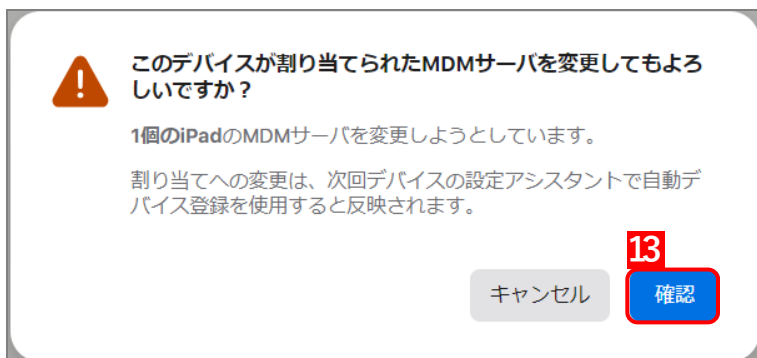 このデバイスが割り当てられたMDMサーバを変更してもよろ
しいですか？
1個のiPadのMDMサーバを変更しようとしています。
割り当てへの変更は、次回デバイスの設定アシスタントで自動デ
バイス登録を使用すると反映されます。
13
キャンセル
確認